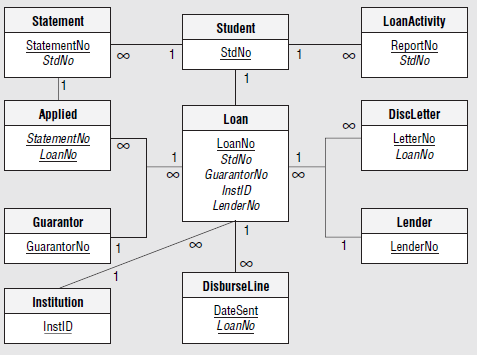 Statement
StatementNo
StdNo
∞
1
Student
StdNo
1
∞
LoanActivity
ReportNo
StdNo
1
1
Applied
StatementNo
LoanNo
∞
1
∞
Loan
LoanNo
StdNo
GuarantorNo
InstID
LenderNo
1
∞
∞
DiscLetter
LetterNo
LoanNo
Guarantor
GuarantorNo
1
∞
1
1
Lender
LenderNo
1
∞
Institution
InstID
DisburseLine
DateSent
LoanNo